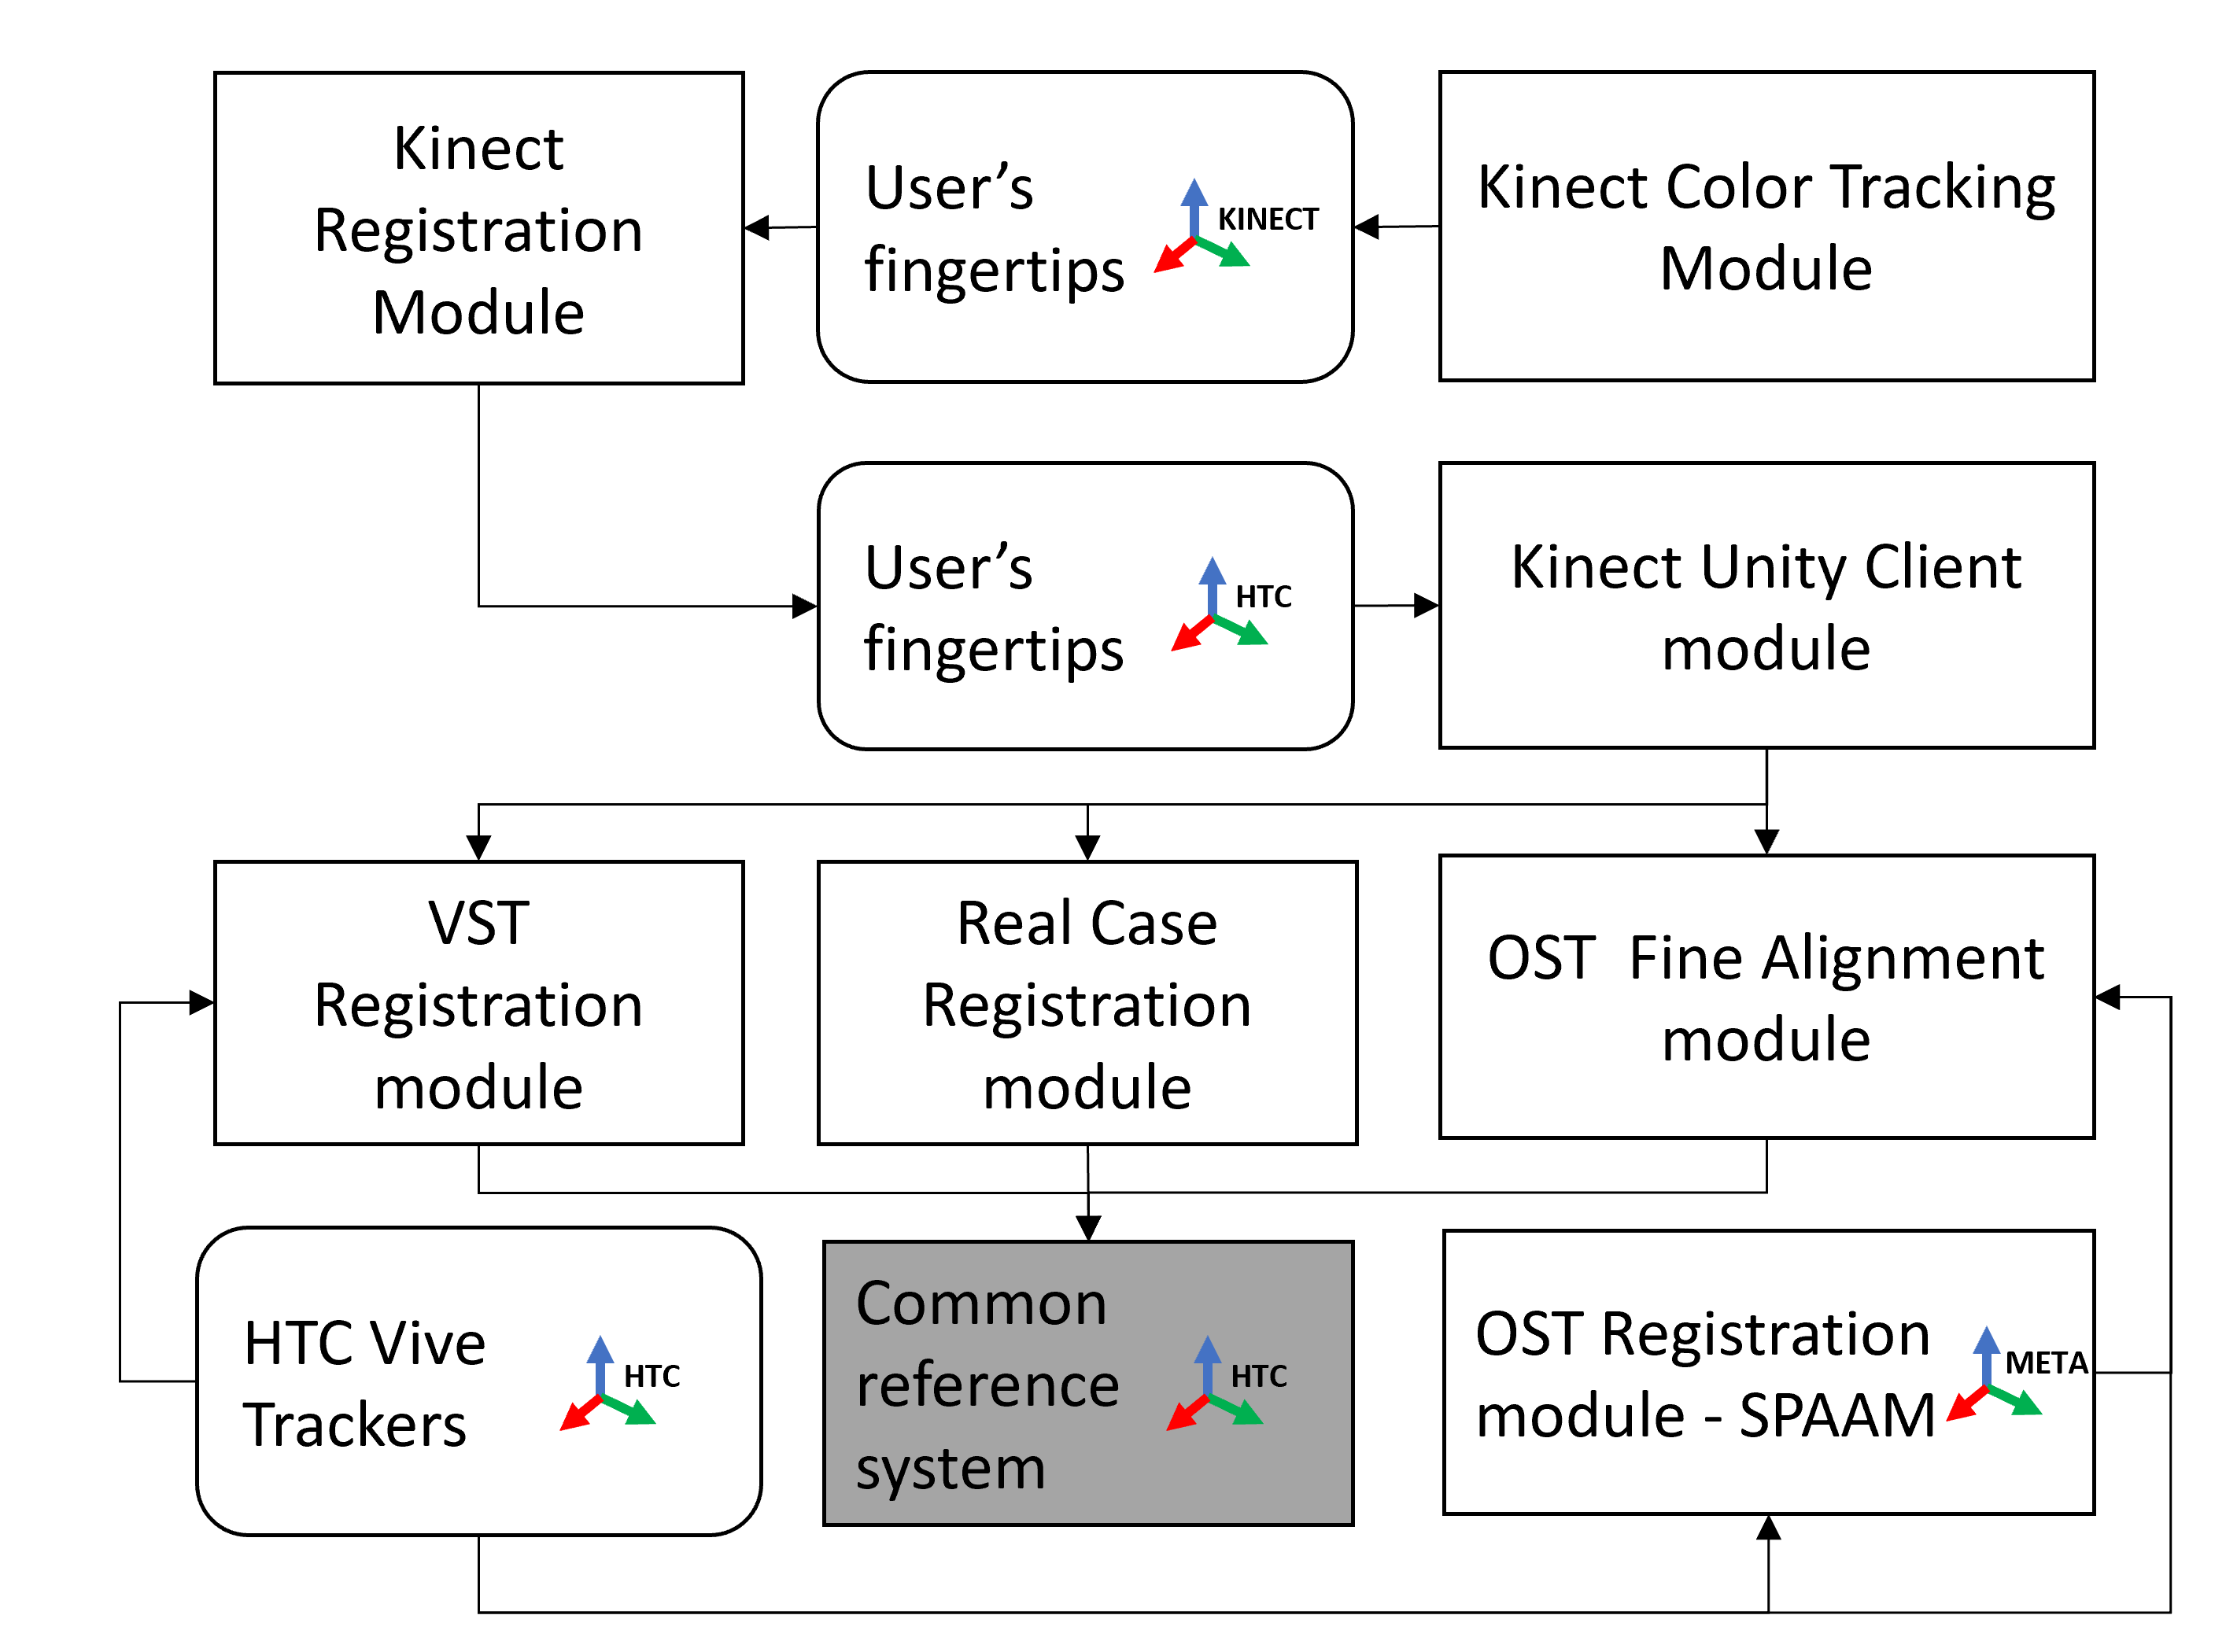 Kinect
Registration
Module
User’s
fingertips
KINECT
Kinect Color Tracking
Module
User’s
fingertips
HTC
Kinect Unity Client
module
VST
Registration
module
Real Case
Registration
module
OST Fine Alignment
module
HTC Vive
Trackers
HTC
Common
reference
system
HTC
OST Registration
module - SPAAM
META